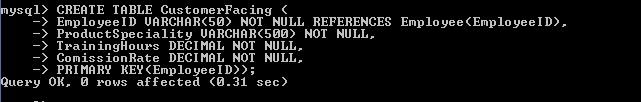 mysql> CREATE TABLE CustomerFacing (
-> EmployeeID VARCHAR(50) NOT NULL REFERENCES Employee(EmployeeID),
-> ProductSpeciality VARCHAR(500) NOT NULL,
-> TrainingHours DECIMAL NOT NULL,
-> ComissionRate DECIMAL NOT NULL,
-> PRIMARY KEY(EmployeeID));
Query OK, 0 rows affected (0.31 sec)